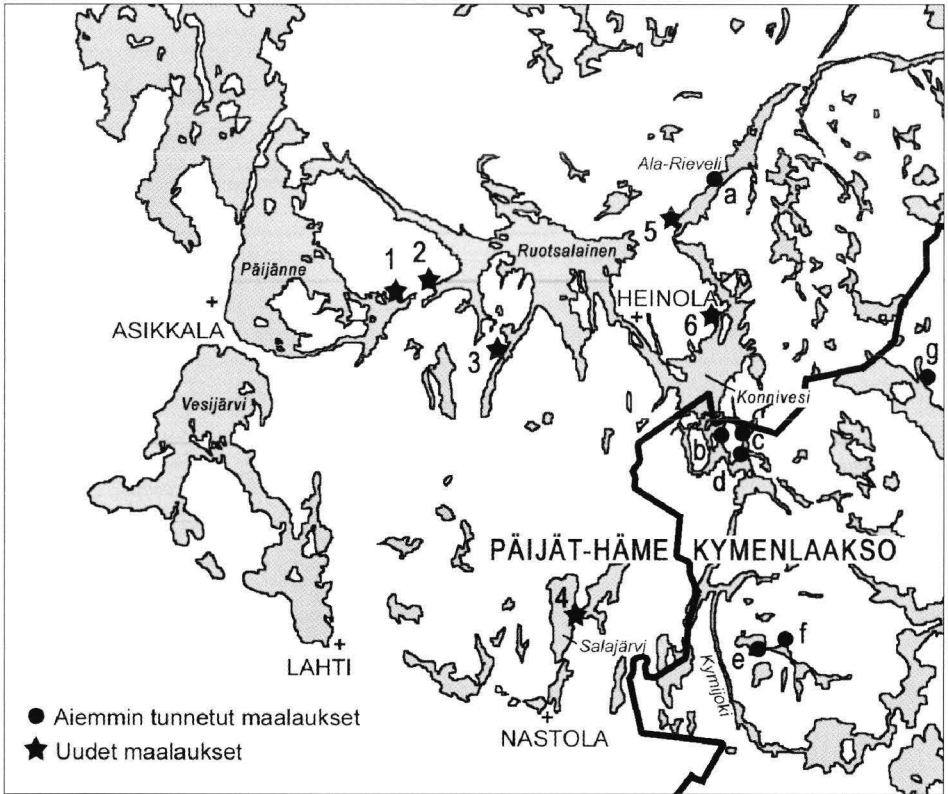 Ala-Rieveli
a
5
Ruotsalainen
1
2
Päijänne
HEINOLA
6
ASIKKALA
3
g
Konnivesi
Vesijärvi
b
c
d
PÄIJÄT-HÄME
KYMENLAAKSO
4
Salajärvi
f
e
LAHTI
Kymijoki
Aiemmin tunnetut maalaukset
NASTOLA
Uudet maalaukset